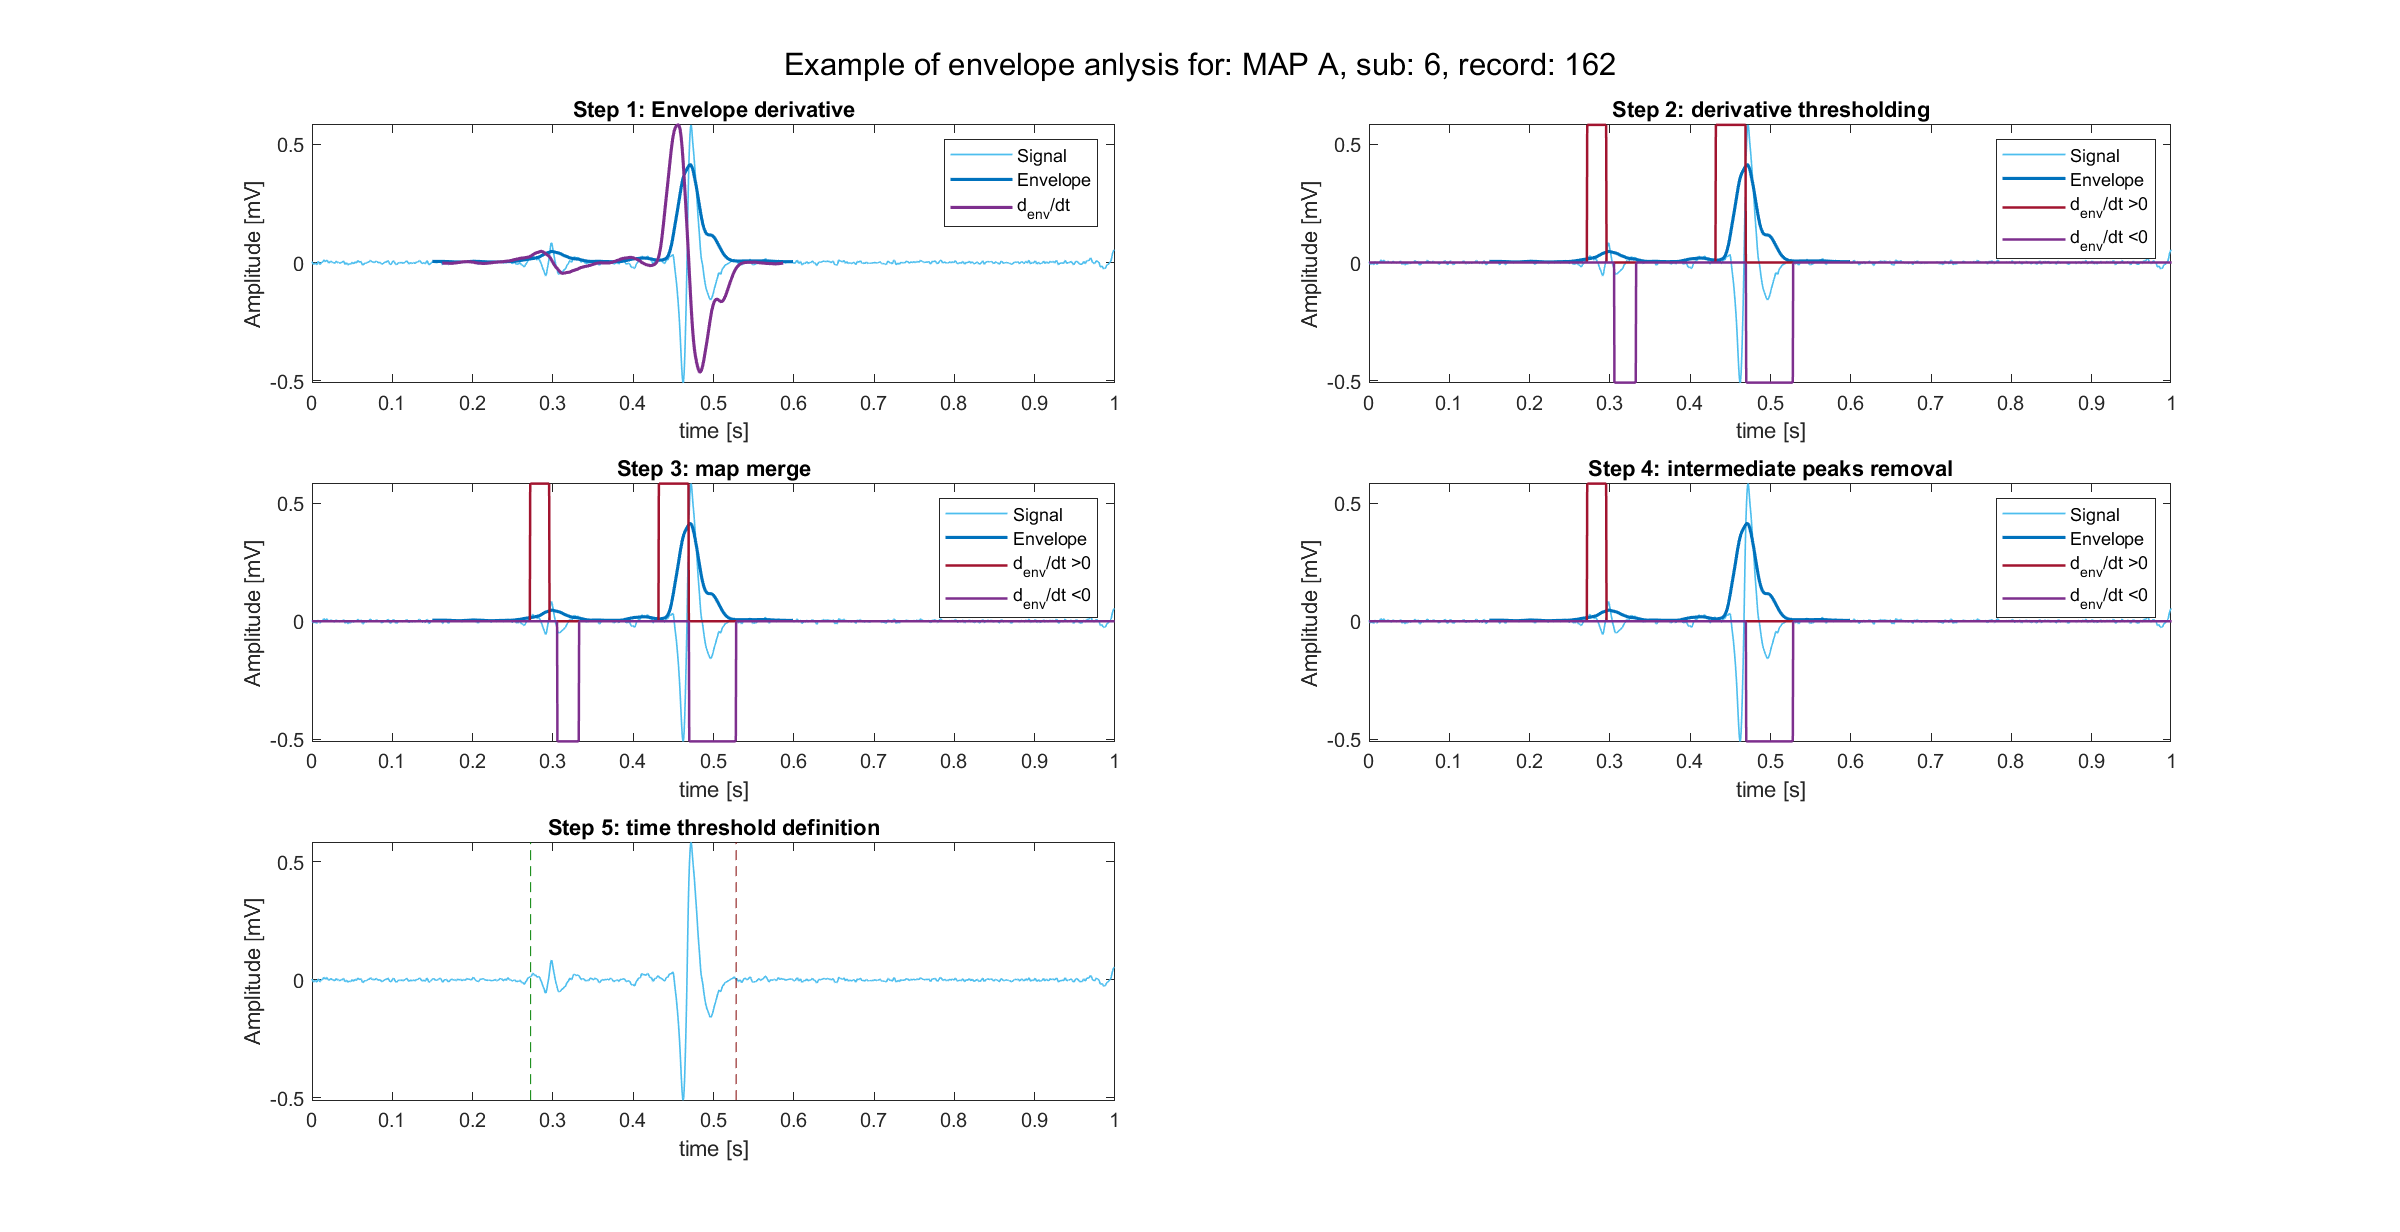 Example of envelope anlysis for: MAP A, sub: 6, record: 162
Step 1: Envelope derivative
0.5
0
-0.5
Amplitude [mV]
0 0.1 0.2 0.3 0.4 0.5 0.6 0.7 0.8 0.9 1
time [s]
Signal
Envelope
d_env/dt
Step 2: derivative thresholding
0.5
0
-0.5
Amplitude [mV]
0 0.1 0.2 0.3 0.4 0.5 0.6 0.7 0.8 0.9 1
time [s]
Signal
Envelope
d_env/dt >0
d_env/dt <0
Step 3: map merge
0.5
0
-0.5
Amplitude [mV]
0 0.1 0.2 0.3 0.4 0.5 0.6 0.7 0.8 0.9 1
time [s]
Signal
Envelope
d_env/dt >0
d_env/dt <0
Step 4: intermediate peaks removal
0.5
0
-0.5
Amplitude [mV]
0 0.1 0.2 0.3 0.4 0.5 0.6 0.7 0.8 0.9 1
time [s]
Signal
Envelope
d_env/dt >0
d_env/dt <0
Step 5: time threshold definition
0.5
0
-0.5
Amplitude [mV]
0 0.1 0.2 0.3 0.4 0.5 0.6 0.7 0.8 0.9 1
time [s]